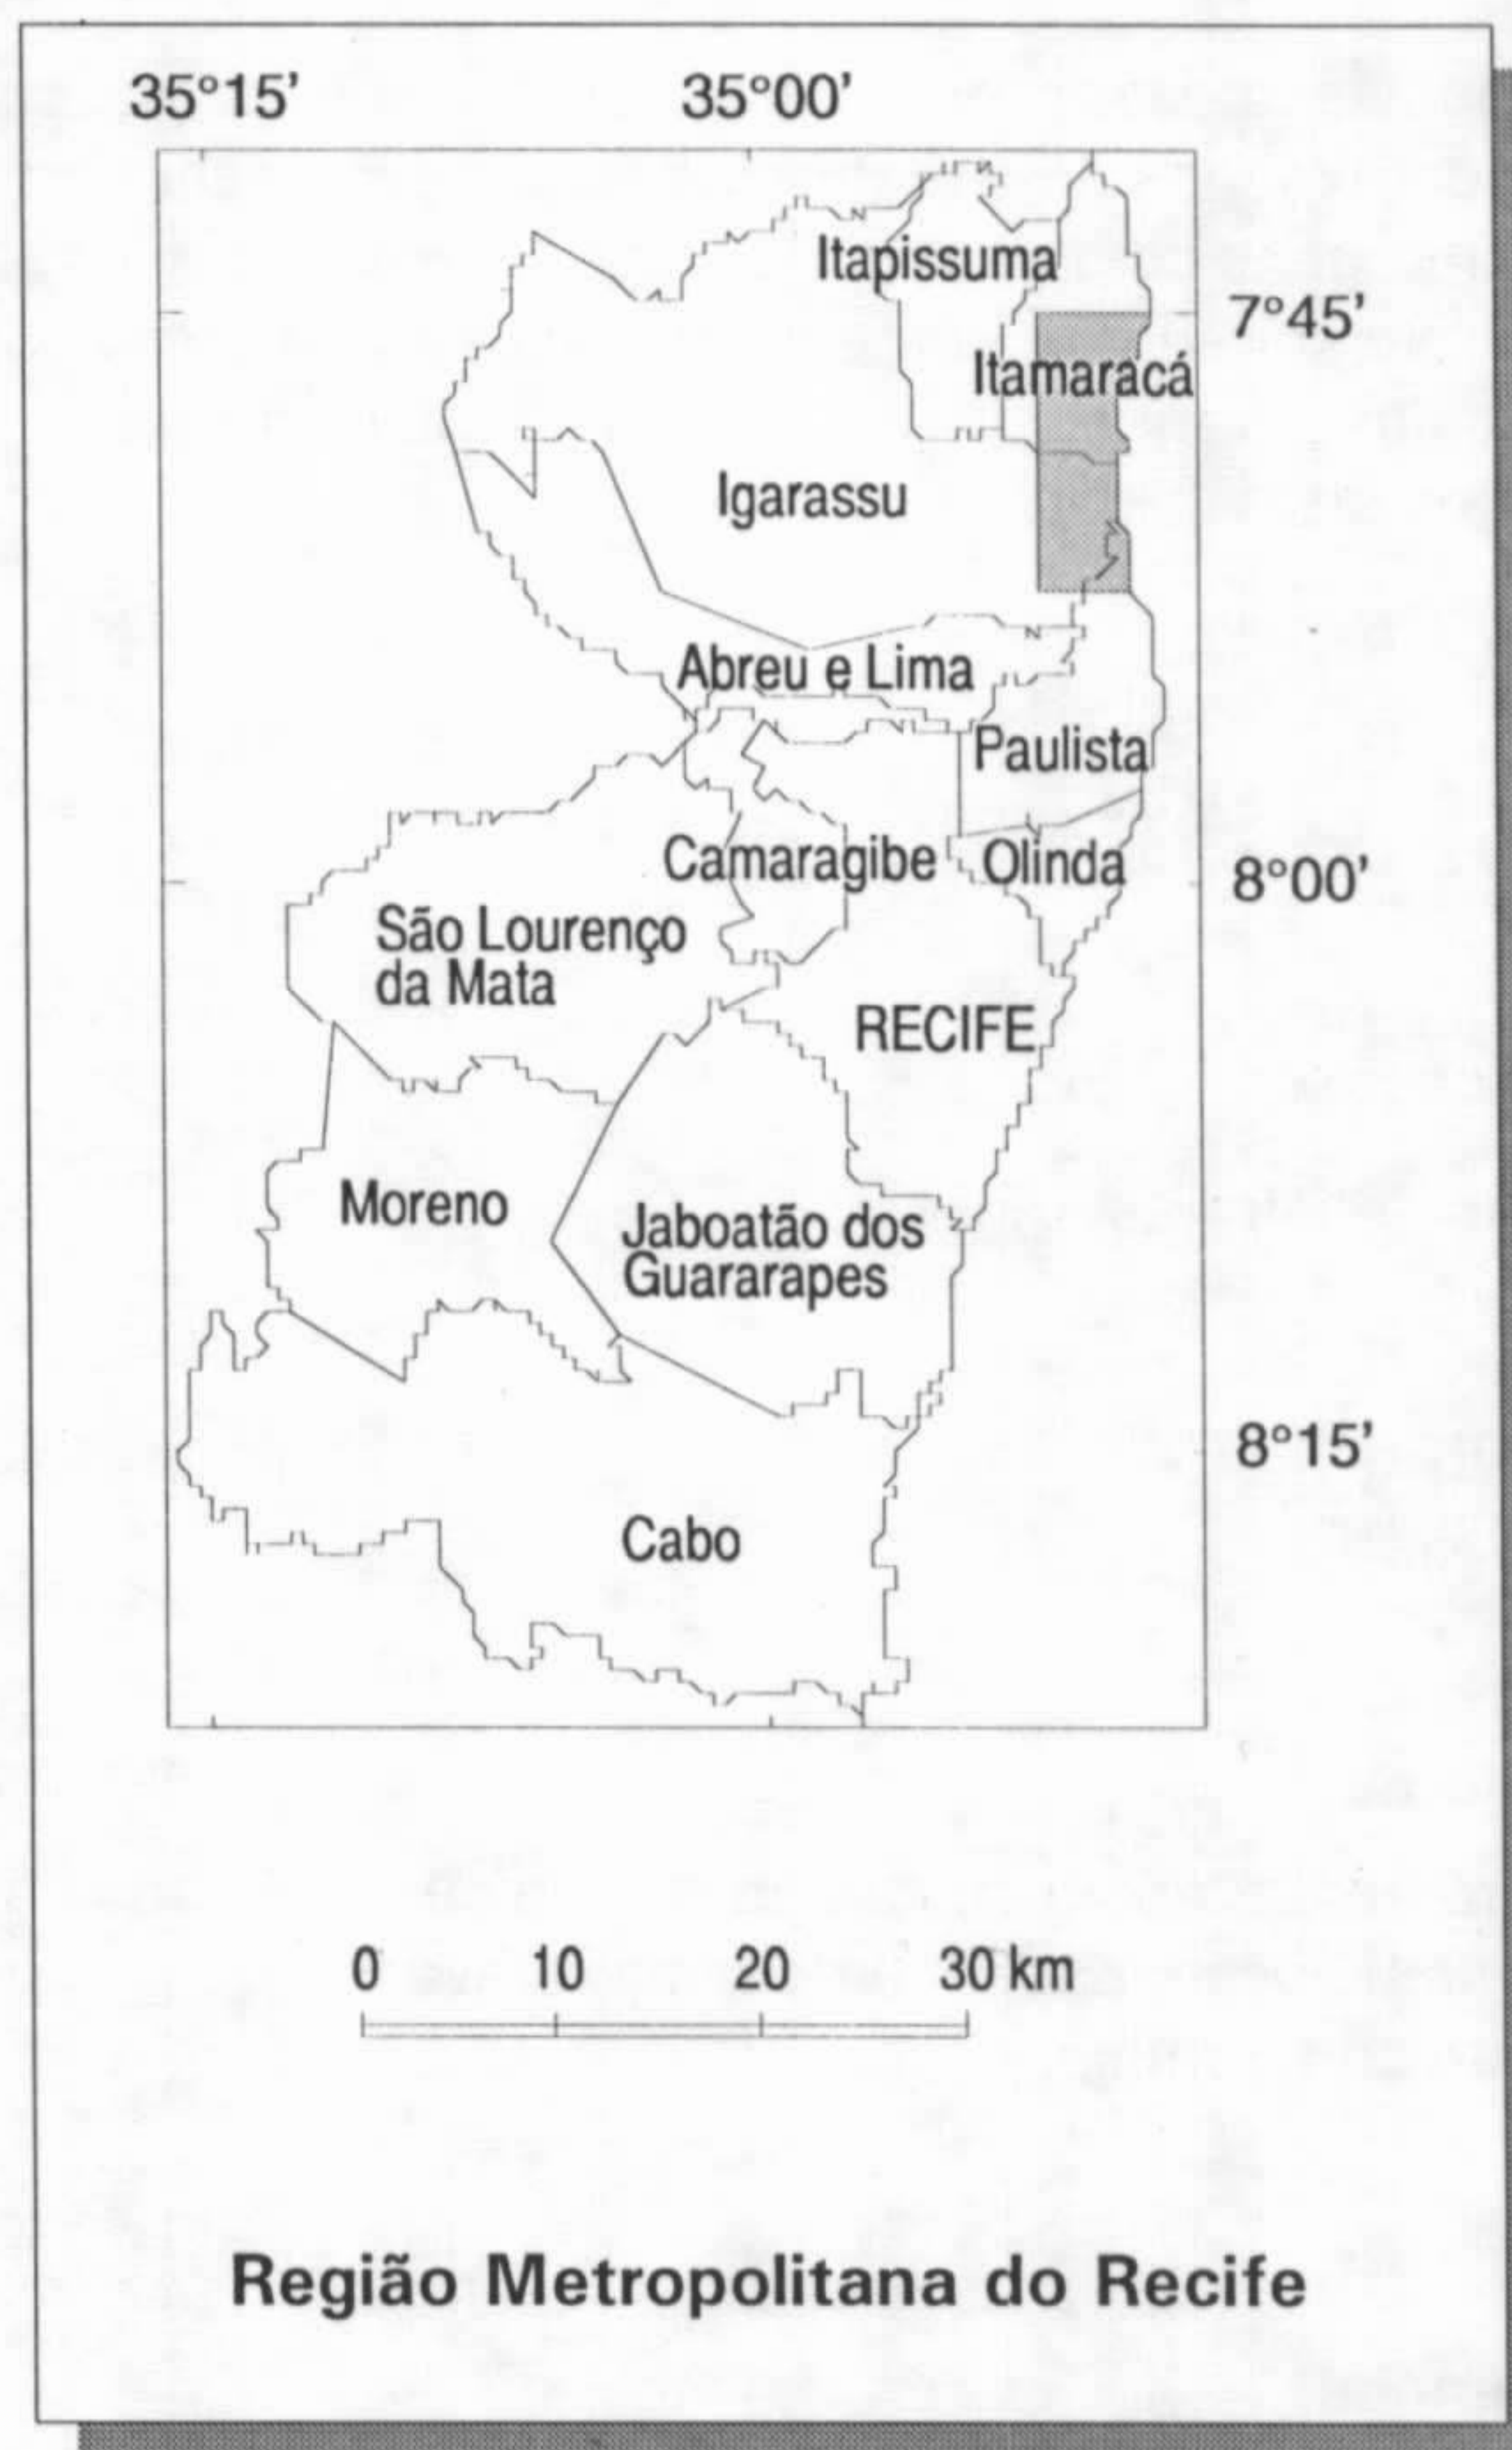 35°15’ 35°00’
Itapissuma
7°45’
Itamaracá
Igarassu
Abreu e Lima
Paulista
Camaragibe Olinda
8°00’
São Lourenço
da Mata
RECIFE
Moreno
Jaboatão dos
Guararapes
8°15’
Cabo
0 10 20 30 km
Região Metropolitana do Recife